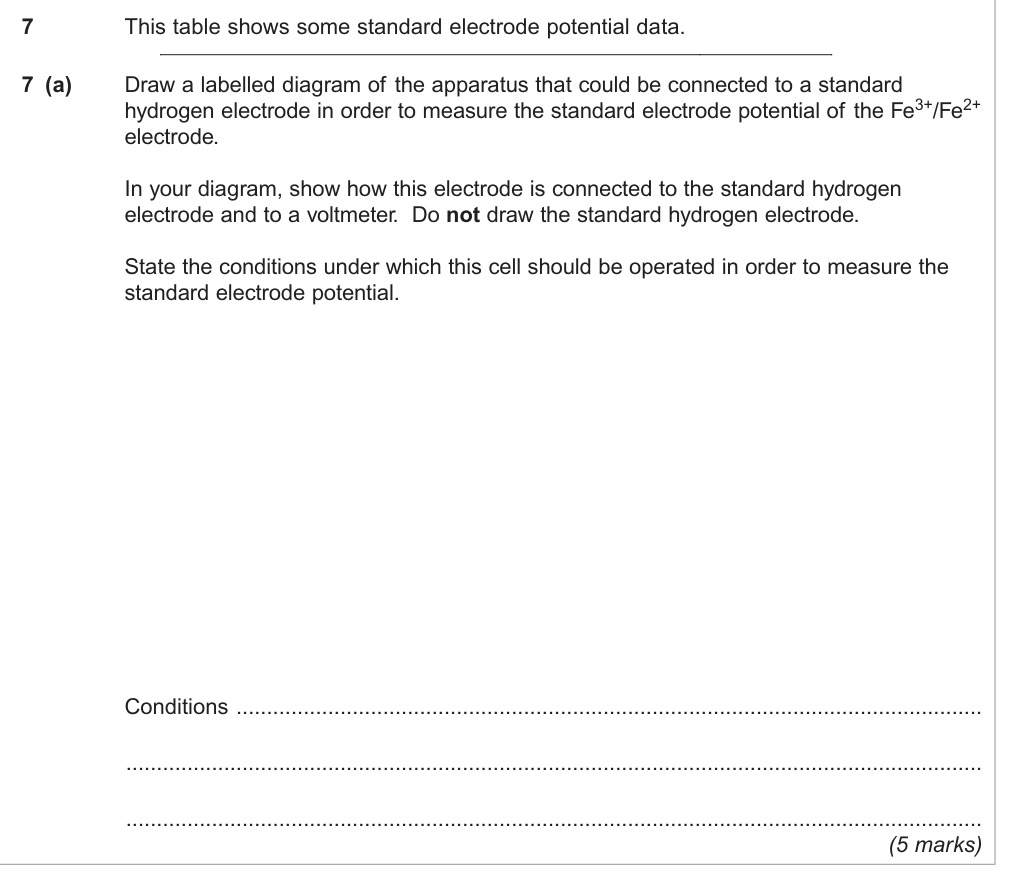 7 This table shows some standard electrode potential data.
7 (a) Draw a labelled diagram of the apparatus that could be connected to a standard
hydrogen electrode in order to measure the standard electrode potential of the Fe³⁺/Fe²⁺
electrode.
In your diagram, show how this electrode is connected to the standard hydrogen
electrode and to a voltmeter. Do not draw the standard hydrogen electrode.
State the conditions under which this cell should be operated in order to measure the
standard electrode potential.
Conditions ..........................................................................................................................
............................................................................................................................................
............................................................................................................................................
(5 marks)